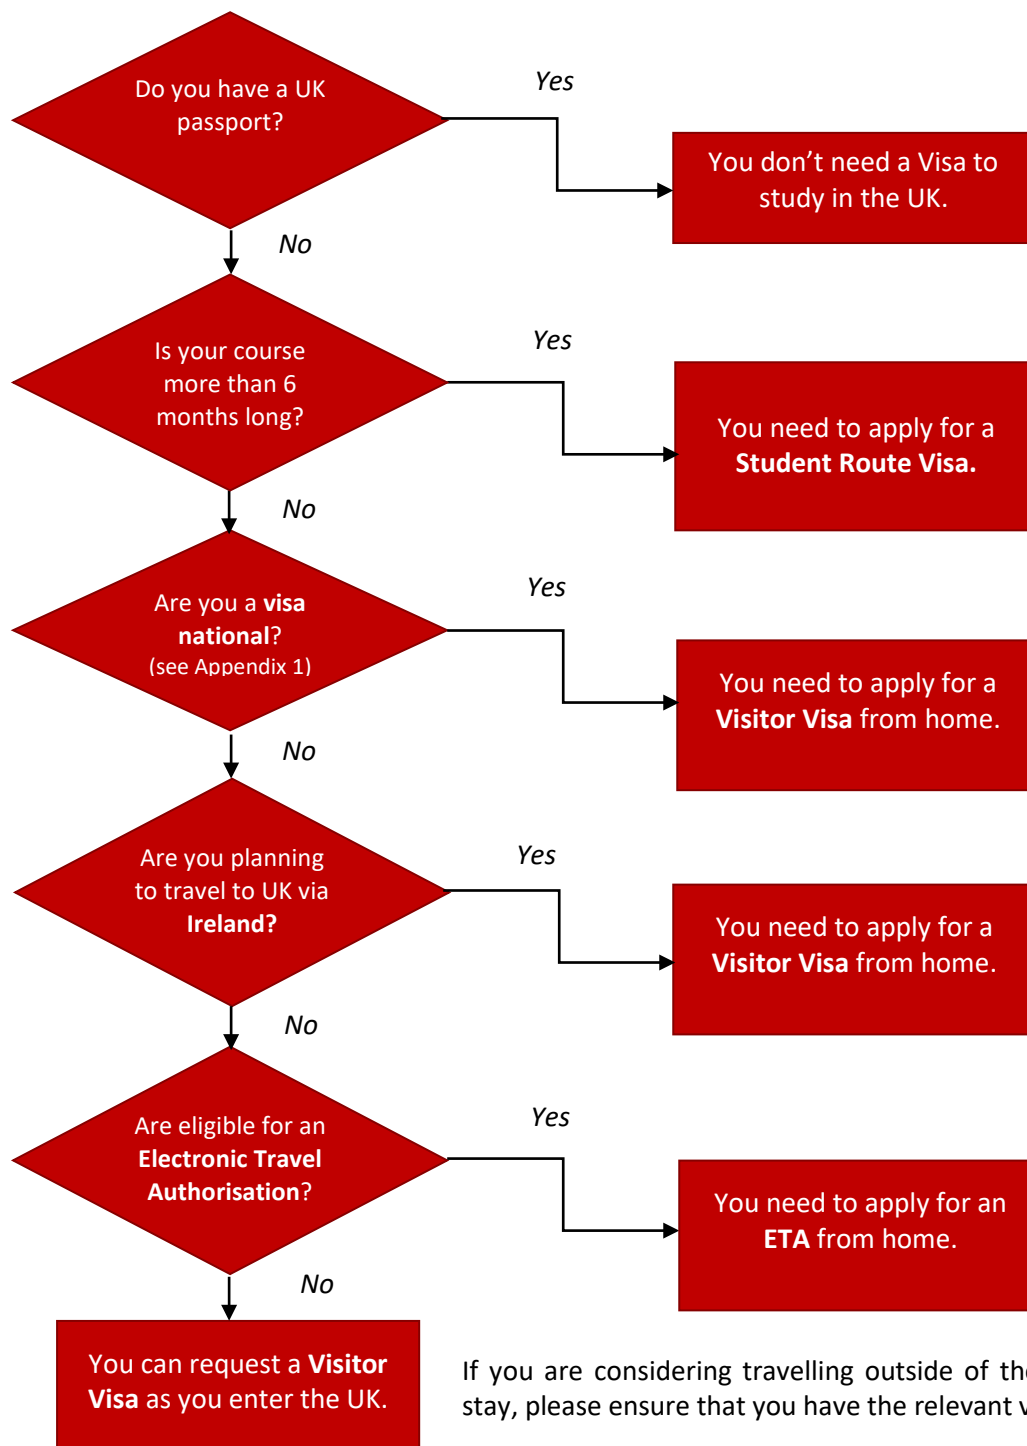 Do you have a UK
passport?
Yes
You don’t need a Visa to
study in the UK.
No
Is your course
more than 6
months long?
Yes
You need to apply for a
Student Route Visa.
No
Are you a visa
national?
(see Appendix 1)
Yes
You need to apply for a
Visitor Visa from home.
No
Are you planning
to travel to UK via
Ireland?
Yes
You need to apply for a
Visitor Visa from home.
No
Are eligible for an
Electronic Travel
Authorisation?
Yes
You need to apply for an
ETA from home.
No
You can request a Visitor
Visa as you enter the UK.
If you are considering travelling outside of the
stay, please ensure that you have the relevant